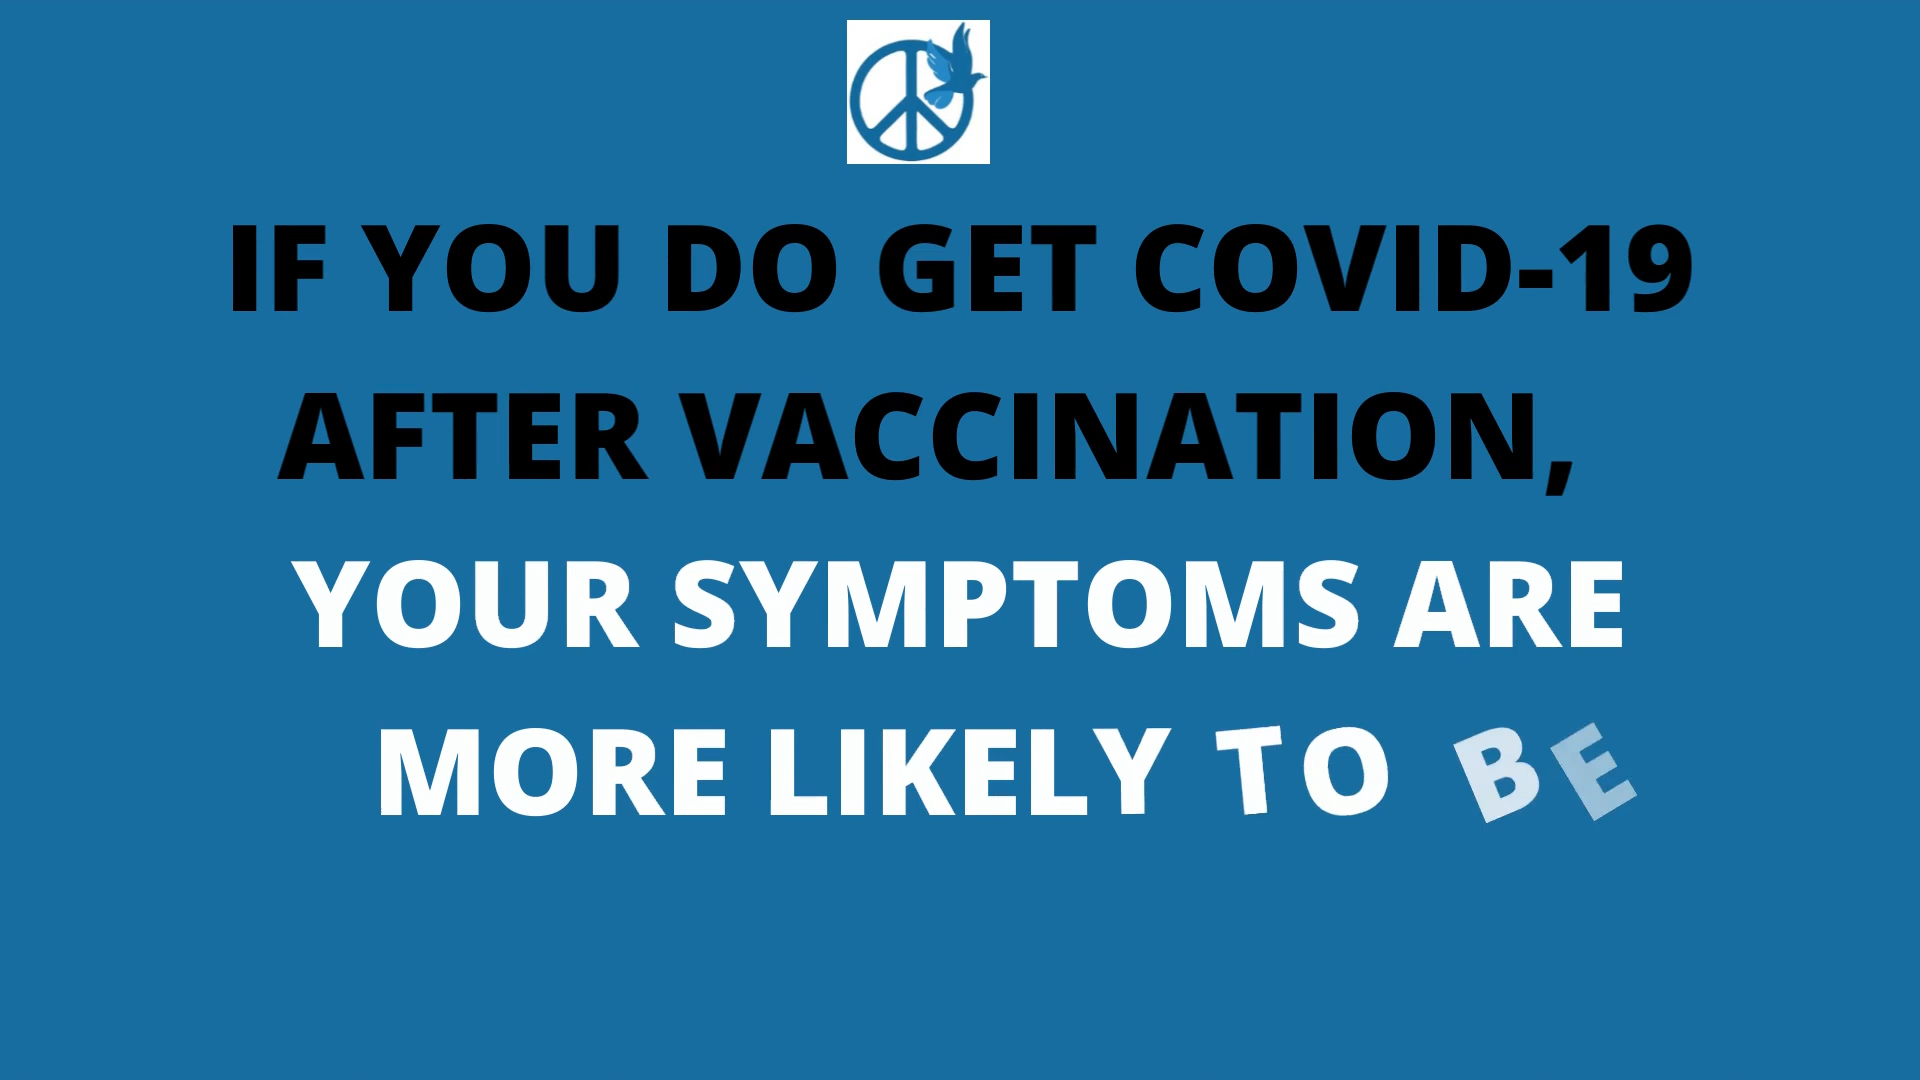 IF YOU DO GET COVID-19
AFTER VACCINATION,
YOUR SYMPTOMS ARE
MORE LIKELY TO BE